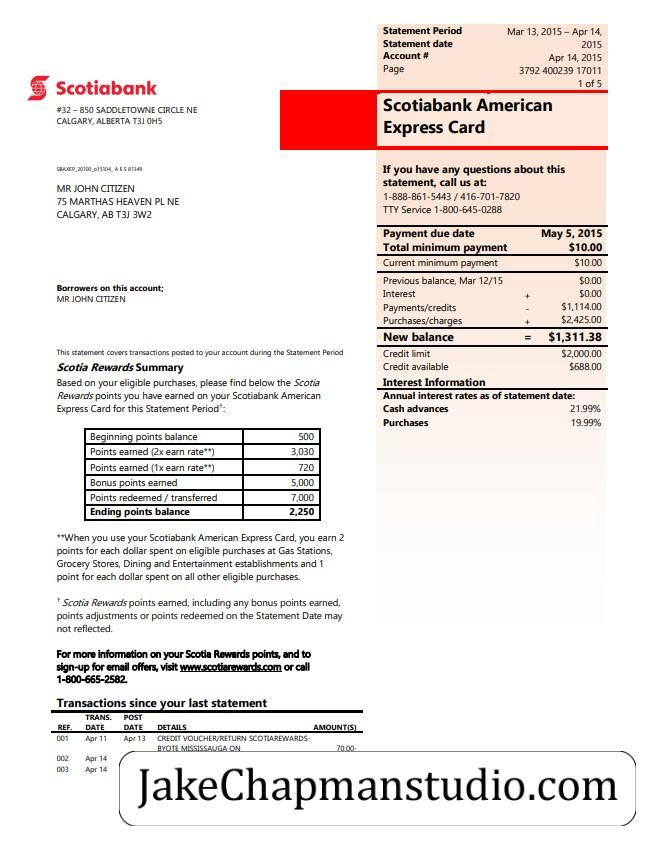 Statement Period Mar 13, 2015 – Apr 14,
Statement date 2015
Account # Apr 14, 2015
Page 3792 400239 17011
1 of 5
Scotiabank
#32 – 850 SADDLETOWNE CIRCLE NE
CALGARY, ALBERTA T3J 0H5
Scotiabank American
Express Card
SBAXEP_20100_o15104_ A E S 81349
MR JOHN CITIZEN
75 MARTHAS HEAVEN PL NE
CALGARY, AB T3J 3W2
If you have any questions about this
statement, call us at:
1-888-861-5443 / 416-701-7820
TTY Service 1-800-645-0288
Payment due date May 5, 2015
Total minimum payment $10.00
Current minimum payment $10.00
Previous balance, Mar 12/15 $0.00
Interest + $0.00
Payments/credits - $1,114.00
Purchases/charges + $2,425.00
New balance = $1,311.38
Credit limit $2,000.00
Credit available $688.00
Interest Information
Annual interest rates as of statement date:
Cash advances 21.99%
Purchases 19.99%
Borrowers on this account;
MR JOHN CITIZEN
This statement covers transactions posted to your account during the Statement Period
Scotia Rewards Summary
Based on your eligible purchases, please find below the Scotia
Rewards points you have earned on your Scotiabank American
Express Card for this Statement Period†:
Beginning points balance 500
Points earned (2x earn rate**) 3,030
Points earned (1x earn rate**) 720
Bonus points earned 5,000
Points redeemed / transferred 7,000
Ending points balance 2,250
**When you use your Scotiabank American Express Card, you earn 2
points for each dollar spent on eligible purchases at Gas Stations,
Grocery Stores, Dining and Entertainment establishments and 1
point for each dollar spent on all other eligible purchases.
† Scotia Rewards points earned, including any bonus points earned,
points adjustments or points redeemed on the Statement Date may
not reflected.
For more information on your Scotia Rewards points, and to
sign-up for email offers, visit www.scotiarewards.com or call
1-800-665-2582.
Transactions since your last statement
TRANS. POST
REF. DATE DATE DETAILS AMOUNT(S)
001 Apr 11 Apr 13 CREDIT VOUCHER/RETURN SCOTIAREWARDS-
BYOTE MISSISSAUGA ON 70.00-
002 Apr 14
003 Apr 14
JakeChapmanstudio.com